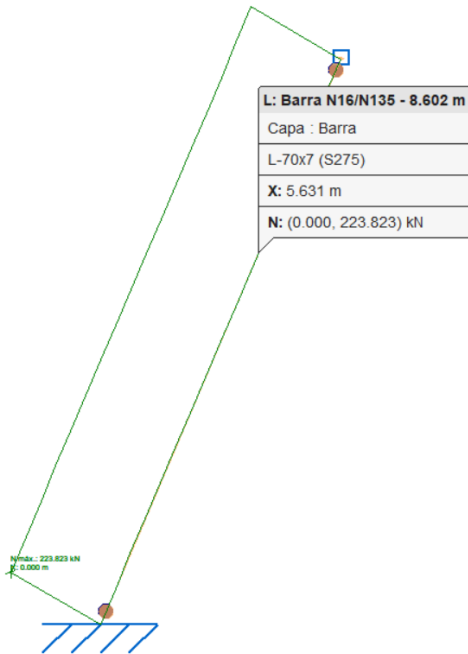 L: Barra N16/N135 - 8.602 m
Capa : Barra
L-70x7 (S275)
X: 5.631 m
N: (0.000, 223.823) kN
N máx.: 223.823 kN
: 0.000 m